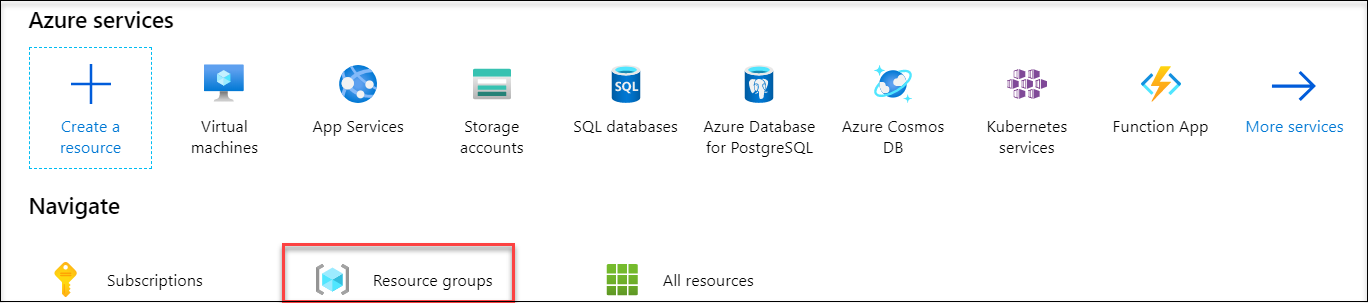 Azure services
Create a
resource
Virtual
machines
App Services
Storage
accounts
SQL
SQL databases
Azure Database
for PostgreSQL
Azure Cosmos
DB
Kubernetes
services
Function App
More services
Navigate
Subscriptions
Resource groups
All resources